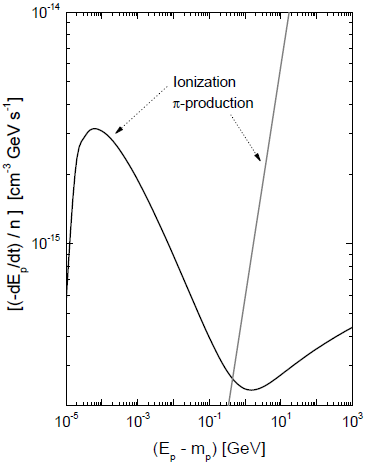 10^-14
Ionization
π-production
[(-dE_p/dt) / n ] [cm^-3 GeV s^-1]
10^-15
10^-5 10^-3 10^-1 10^1 10^3
(E_p - m_p) [GeV]